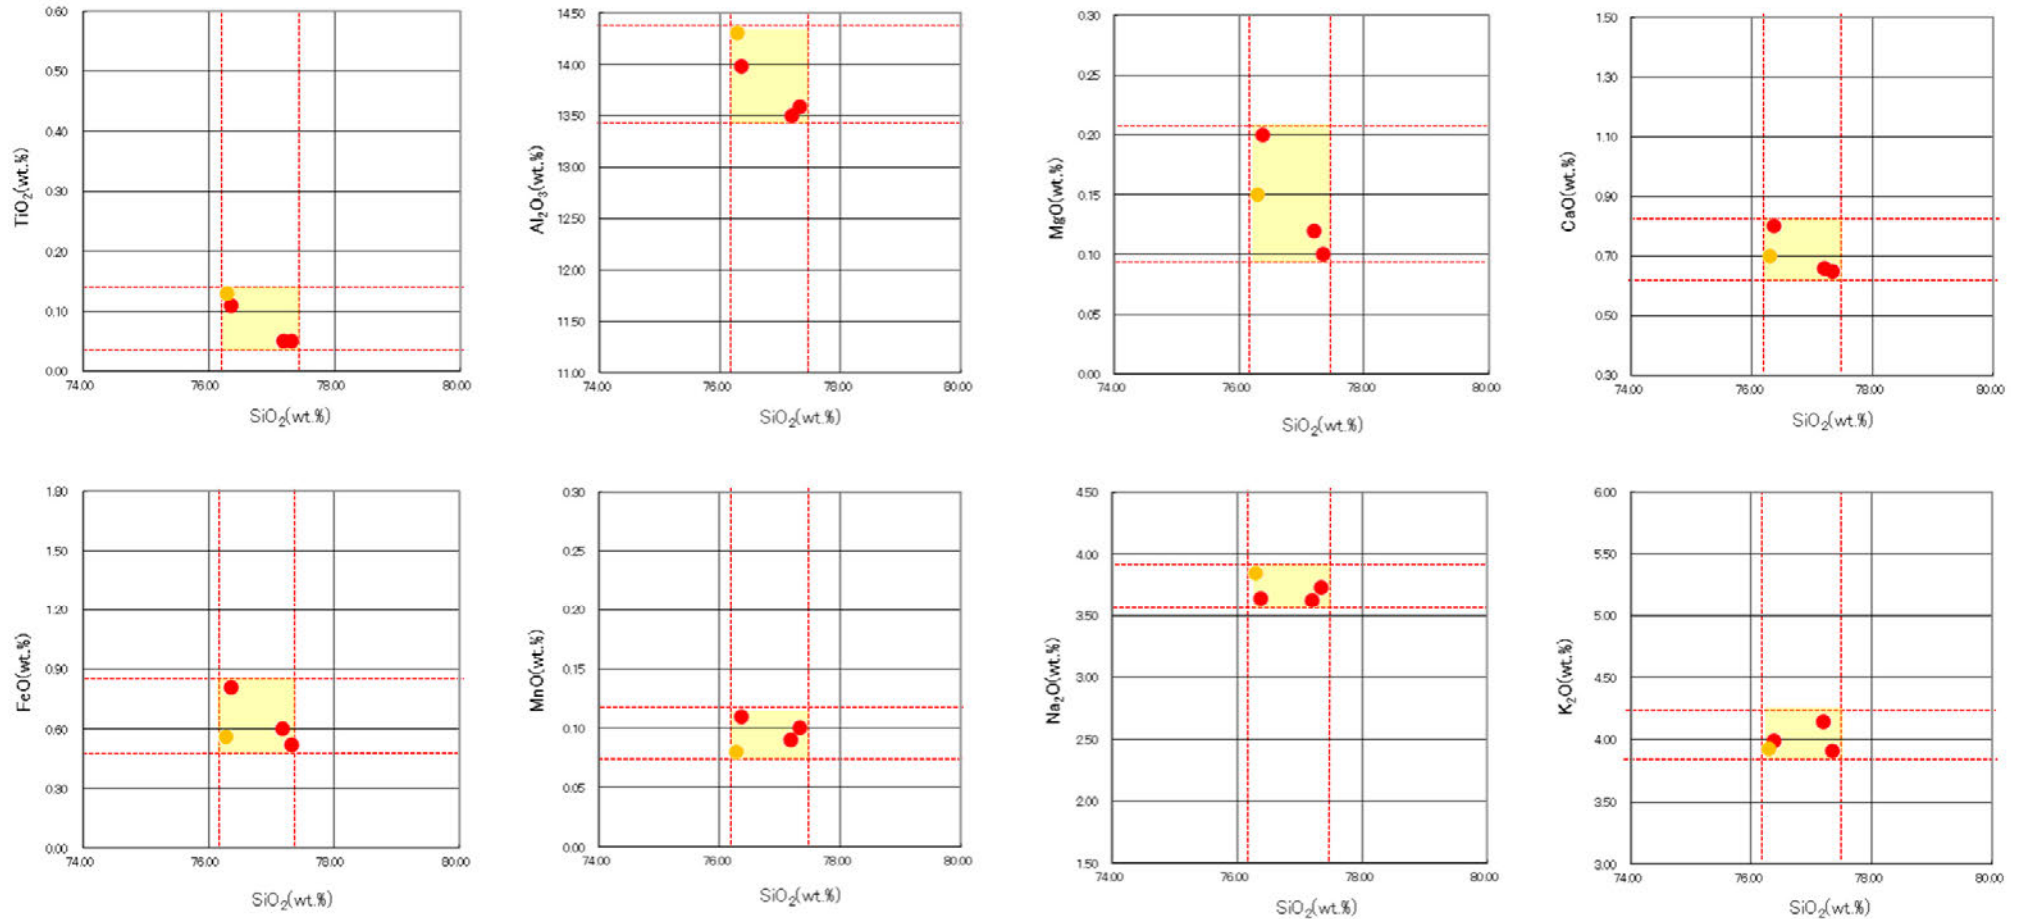 0.60
0.50
0.40
0.30
0.20
0.10
0.00
74.00 76.00 78.00 80.00
TiO2(wt.%)
SiO2(wt.%)
14.50
14.00
13.50
13.00
12.50
12.00
11.50
11.00
74.00 76.00 78.00 80.00
Al2O3(wt.%)
SiO2(wt.%)
0.30
0.25
0.20
0.15
0.10
0.05
0.00
74.00 76.00 78.00 80.00
MgO(wt.%)
SiO2(wt.%)
1.50
1.30
1.10
0.90
0.70
0.50
0.30
74.00 76.00 78.00 80.00
CaO(wt.%)
SiO2(wt.%)
1.80
1.50
1.20
0.90
0.60
0.30
0.00
74.00 76.00 78.00 80.00
FeO(wt.%)
SiO2(wt.%)
0.30
0.25
0.20
0.15
0.10
0.05
0.00
74.00 76.00 78.00 80.00
MnO(wt.%)
SiO2(wt.%)
4.50
4.00
3.50
3.00
2.50
2.00
1.50
74.00 76.00 78.00 80.00
Na2O(wt.%)
SiO2(wt.%)
6.00
5.50
5.00
4.50
4.00
3.50
3.00
74.00 76.00 78.00 80.00
K2O(wt.%)
SiO2(wt.%)